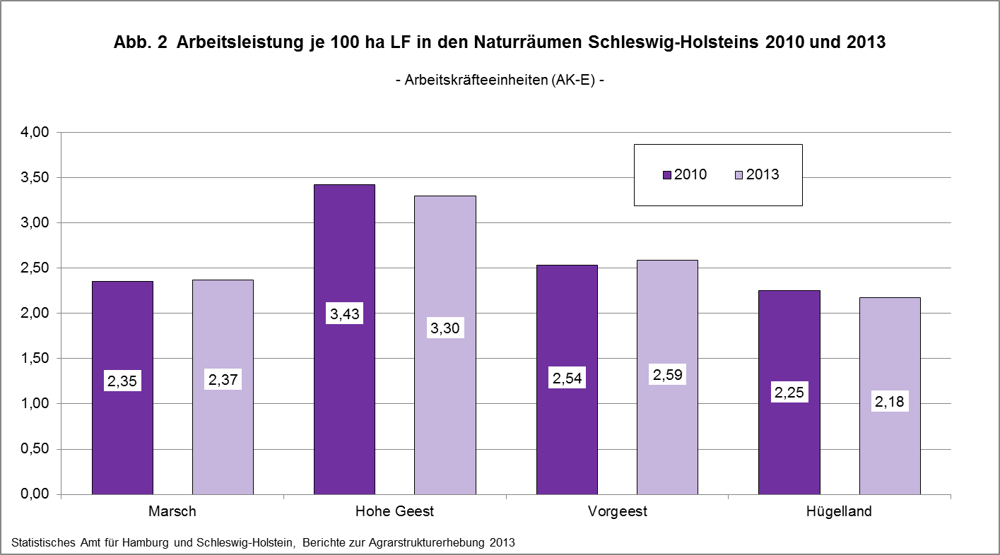 Abb. 2 Arbeitsleistung je 100 ha LF in den Naturräumen Schleswig-Holsteins 2010 und 2013
- Arbeitskräfteeinheiten (AK-E) -
4,00
3,50
3,00
2,50
2,00
1,50
1,00
0,50
0,00
2010 2013
2,35 2,37 3,43 3,30 2,54 2,59 2,25 2,18
Marsch Hohe Geest Vorgeest Hügelland
Statistisches Amt für Hamburg und Schleswig-Holstein, Berichte zur Agrarstrukturerhebung 2013